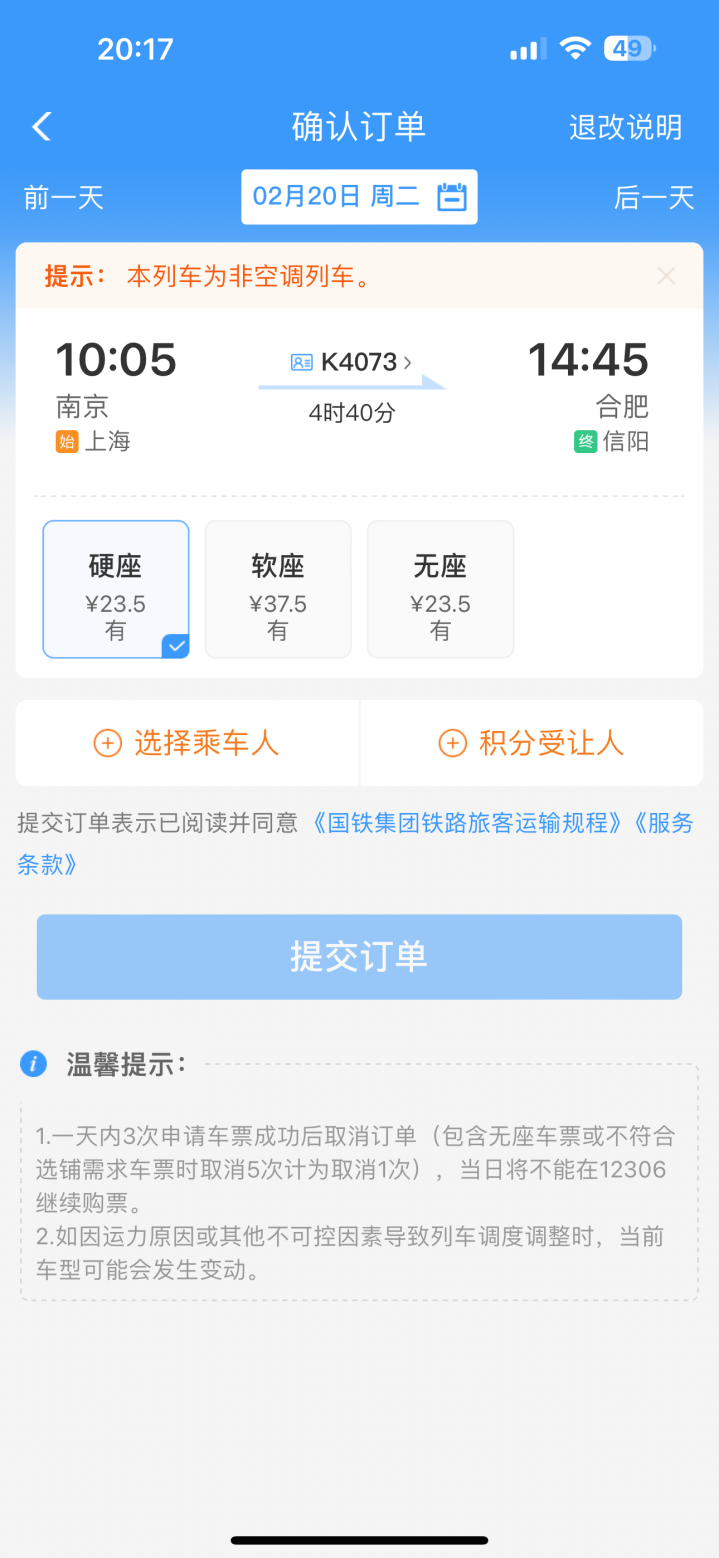 20:17
49
确认订单
退改说明
前一天
02月20日 周二
后一天
提示： 本列车为非空调列车。
10:05
K4073
14:45
南京
4时40分
合肥
始 上海
终 信阳
硬座
软座
无座
¥23.5
¥37.5
¥23.5
有
有
有
选择乘车人
积分受让人
提交订单表示已阅读并同意《国铁集团铁路旅客运输规程》《服务
条款》
提交订单
温馨提示：
1.一天内3次申请车票成功后取消订单（包含无座车票或不符合
选铺需求车票时取消5次计为取消1次），当日将不能在12306
继续购票。
2.如因运力原因或其他不可控因素导致列车调度调整时，当前
车型可能会发生变动。